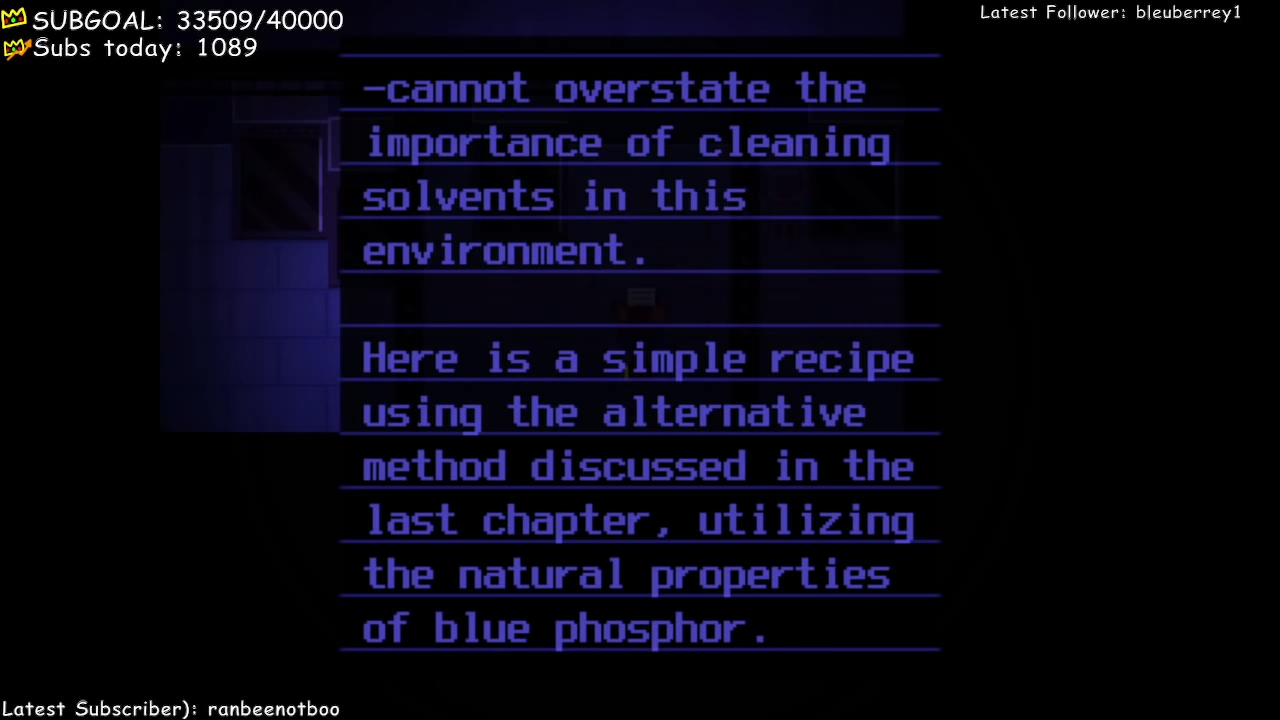 SUBGOAL: 33509/40000
Subs today: 1089
Latest Follower: bleuberrey1
-cannot overstate the
importance of cleaning
solvents in this
environment.
Here is a simple recipe
using the alternative
method discussed in the
last chapter, utilizing
the natural properties
of blue phosphor.
Latest Subscriber): ranbeenotboo